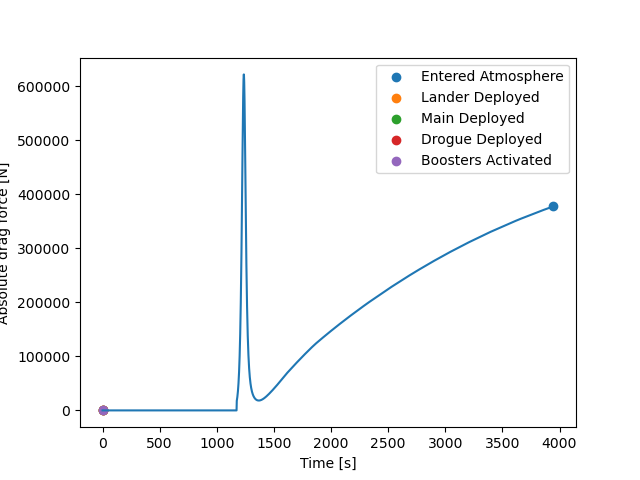 Entered Atmosphere
Lander Deployed
Main Deployed
Drogue Deployed
Boosters Activated
600000
500000
400000
300000
200000
100000
0
Absolute drag force [N]
0 500 1000 1500 2000 2500 3000 3500 4000
Time [s]